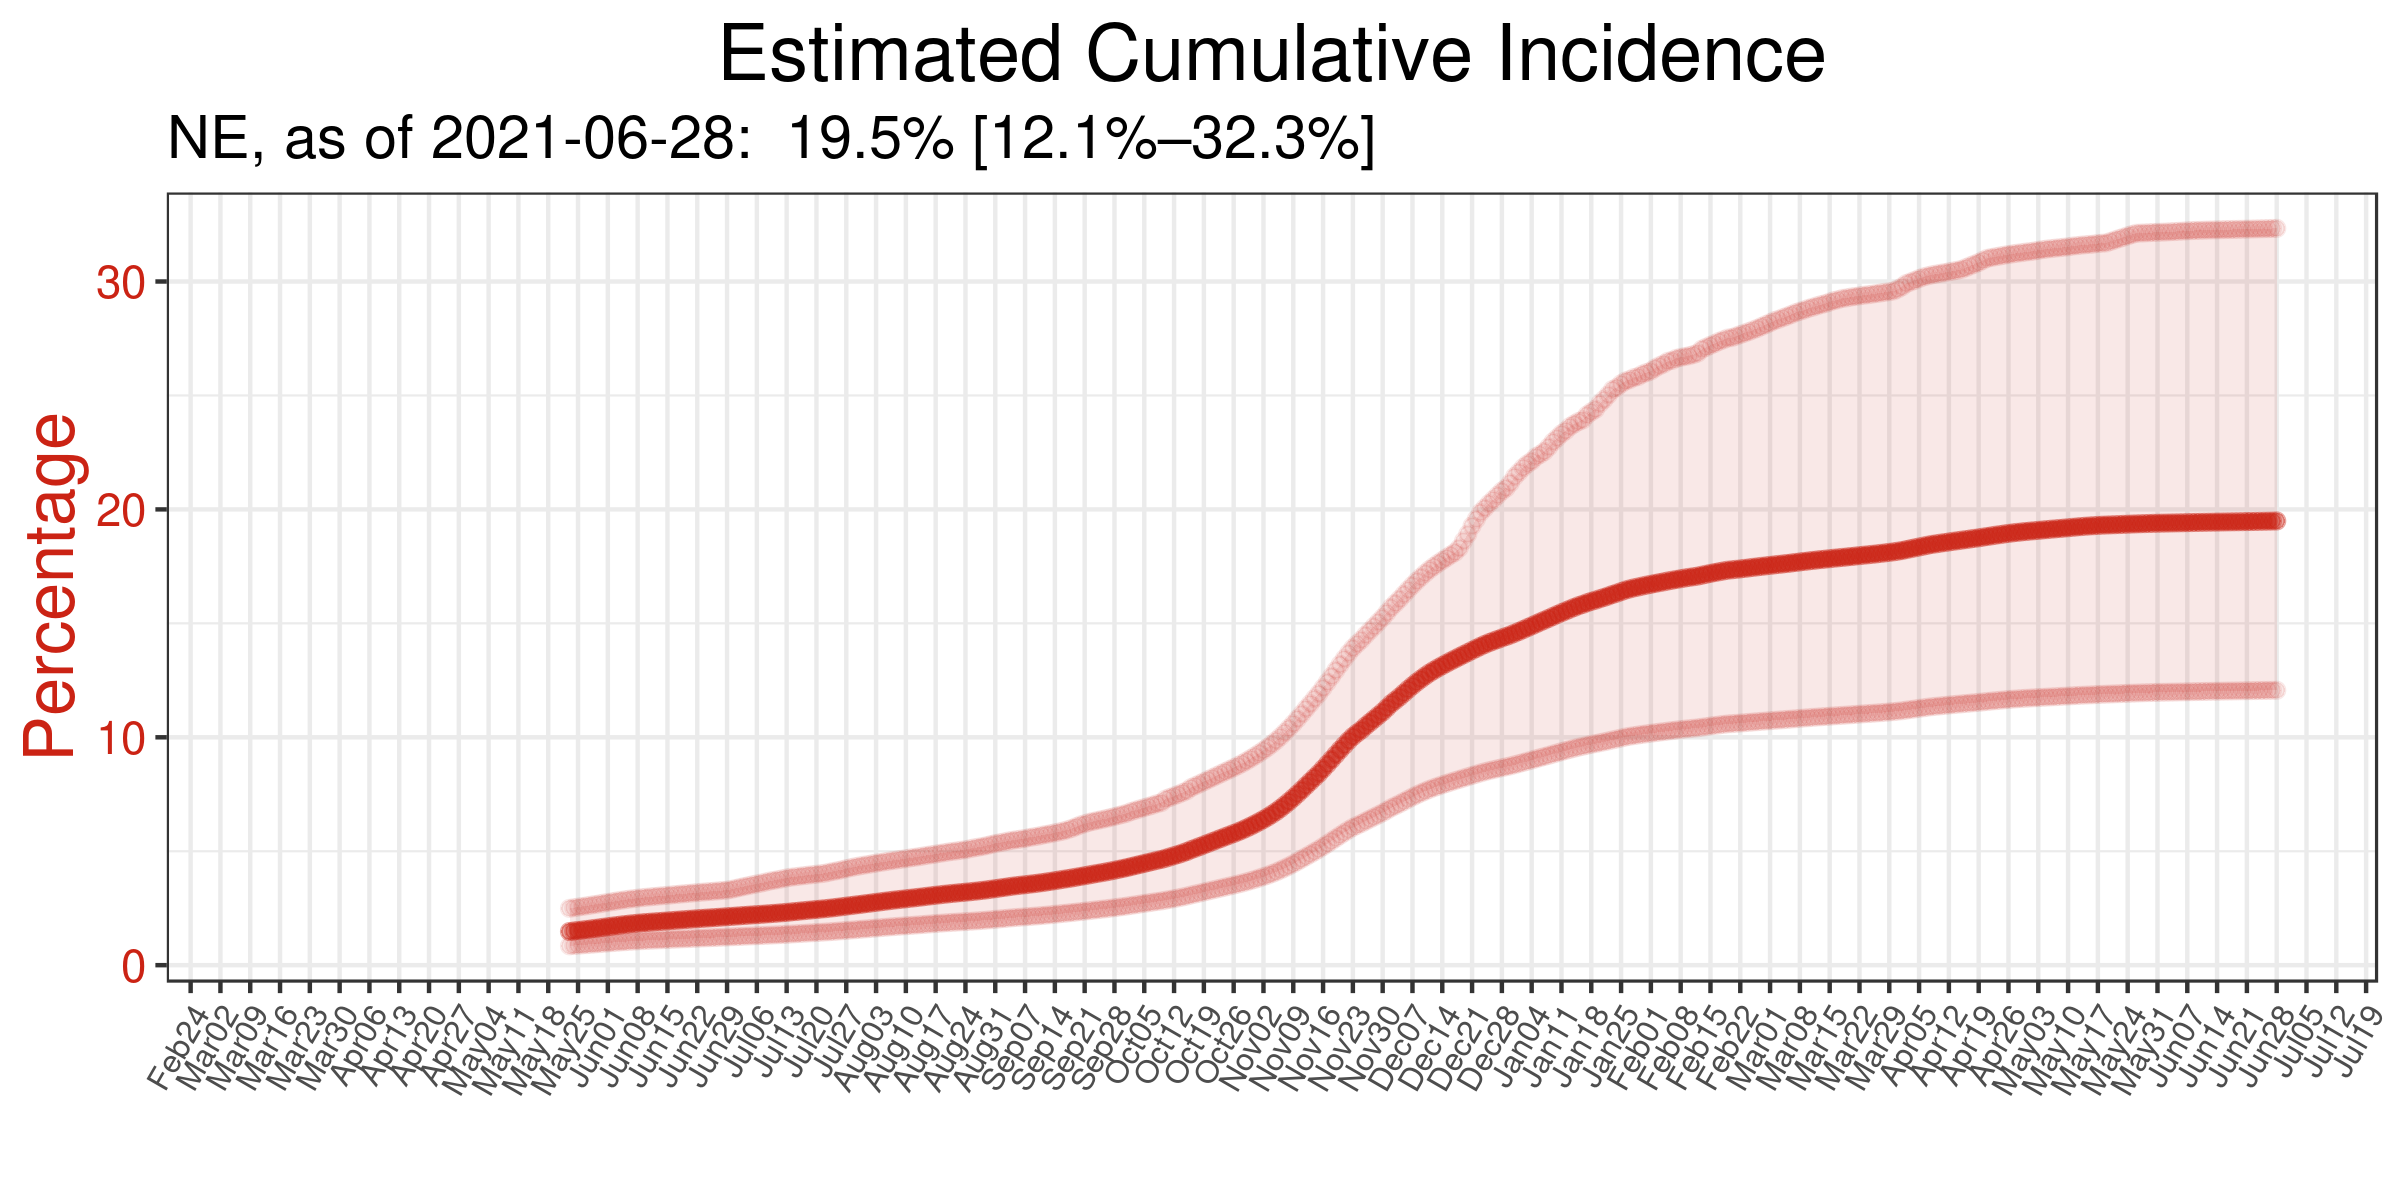 Estimated Cumulative Incidence
NE, as of 2021-06-28:  19.5% [12.1%–32.3%]
Percentage
30
20
10
0
Feb24 Mar02 Mar09 Mar16 Mar23 Mar30 Apr06 Apr13 Apr20 Apr27 May04 May11 May18 May25 Jun01 Jun08 Jun15 Jun22 Jun29 Jul06 Jul13 Jul20 Jul27 Aug03 Aug10 Aug17 Aug24 Aug31 Sep07 Sep14 Sep21 Sep28 Oct05 Oct12 Oct19 Oct26 Nov02 Nov09 Nov16 Nov23 Nov30 Dec07 Dec14 Dec21 Dec28 Jan04 Jan11 Jan18 Jan25 Feb01 Feb08 Feb15 Feb22 Mar01 Mar08 Mar15 Mar22 Mar29 Apr05 Apr12 Apr19 Apr26 May03 May10 May17 May24 May31 Jun07 Jun14 Jun21 Jun28 Jul05 Jul12 Jul19